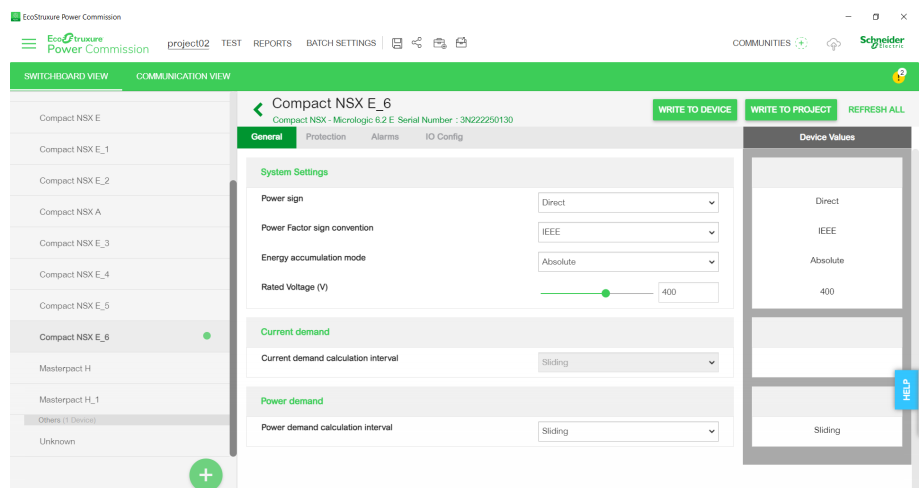 EcoStruxure Power Commission
EcoStruxure
Power Commission
project02 TEST REPORTS BATCH SETTINGS
COMMUNITIES
Schneider
Electric
SWITCHBOARD VIEW COMMUNICATION VIEW
2
Compact NSX E
Compact NSX E_1
Compact NSX E_2
Compact NSX A
Compact NSX E_3
Compact NSX E_4
Compact NSX E_5
Compact NSX E_6
Masterpact H
Masterpact H_1
Others (1 Device)
Unknown
Compact NSX E_6
Compact NSX - Micrologic 6.2 E Serial Number : 3N222250130
WRITE TO DEVICE WRITE TO PROJECT REFRESH ALL
General Protection Alarms IO Config Device Values
System Settings
Power sign Direct Direct
Power Factor sign convention IEEE IEEE
Energy accumulation mode Absolute Absolute
Rated Voltage (V) 400 400
Current demand
Current demand calculation interval Sliding
Power demand
Power demand calculation interval Sliding Sliding
HELP